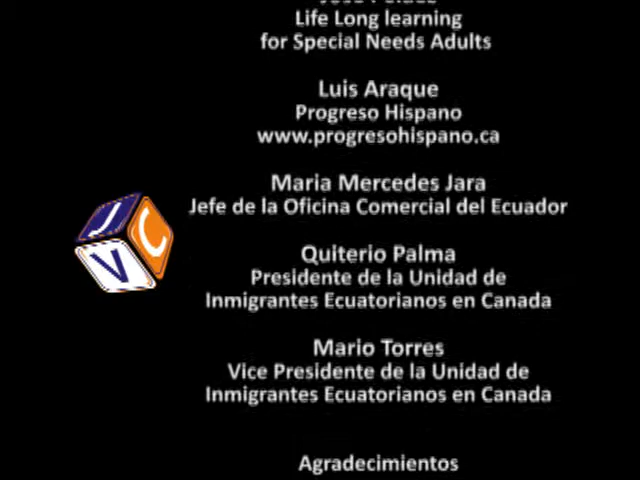 Life Long learning
for Special Needs Adults
Luis Araque
Progreso Hispano
www.progresohispano.ca
Maria Mercedes Jara
Jefe de la Oficina Comercial del Ecuador
J
C
V
Quiterio Palma
Presidente de la Unidad de
Inmigrantes Ecuatorianos en Canada
Mario Torres
Vice Presidente de la Unidad de
Inmigrantes Ecuatorianos en Canada
Agradecimientos